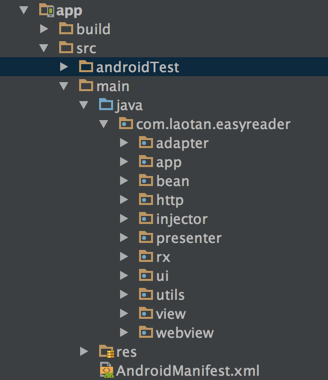 app
build
src
androidTest
main
java
com.laotan.easyreader
adapter
app
bean
http
injector
presenter
rx
ui
utils
view
webview
res
AndroidManifest.xml